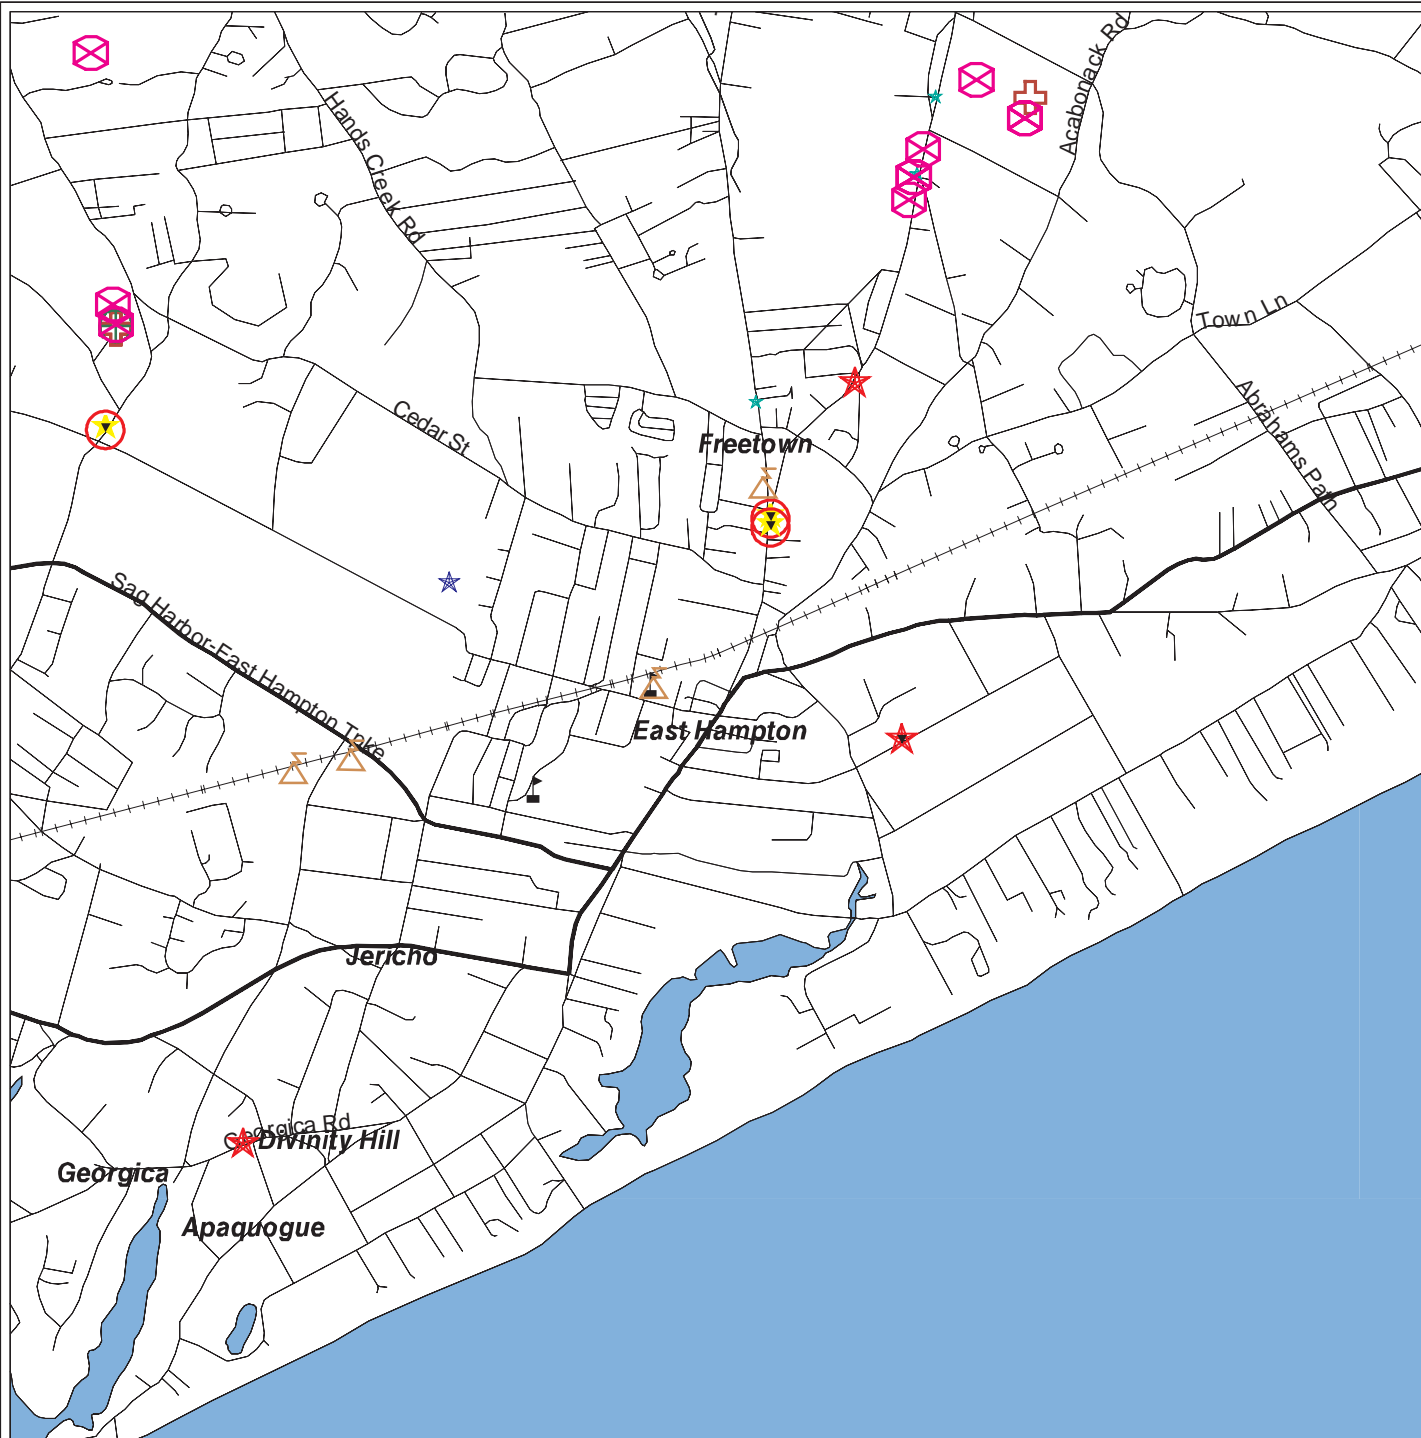 Acabonack Rd
Hands Creek Rd
Town Ln
Abrahams Path
Cedar St
Freetown
Sag Harbor-East Hampton Tnke
East Hampton
Jericho
Georgica Rd
Divinity Hill
Georgica
Apaquogue